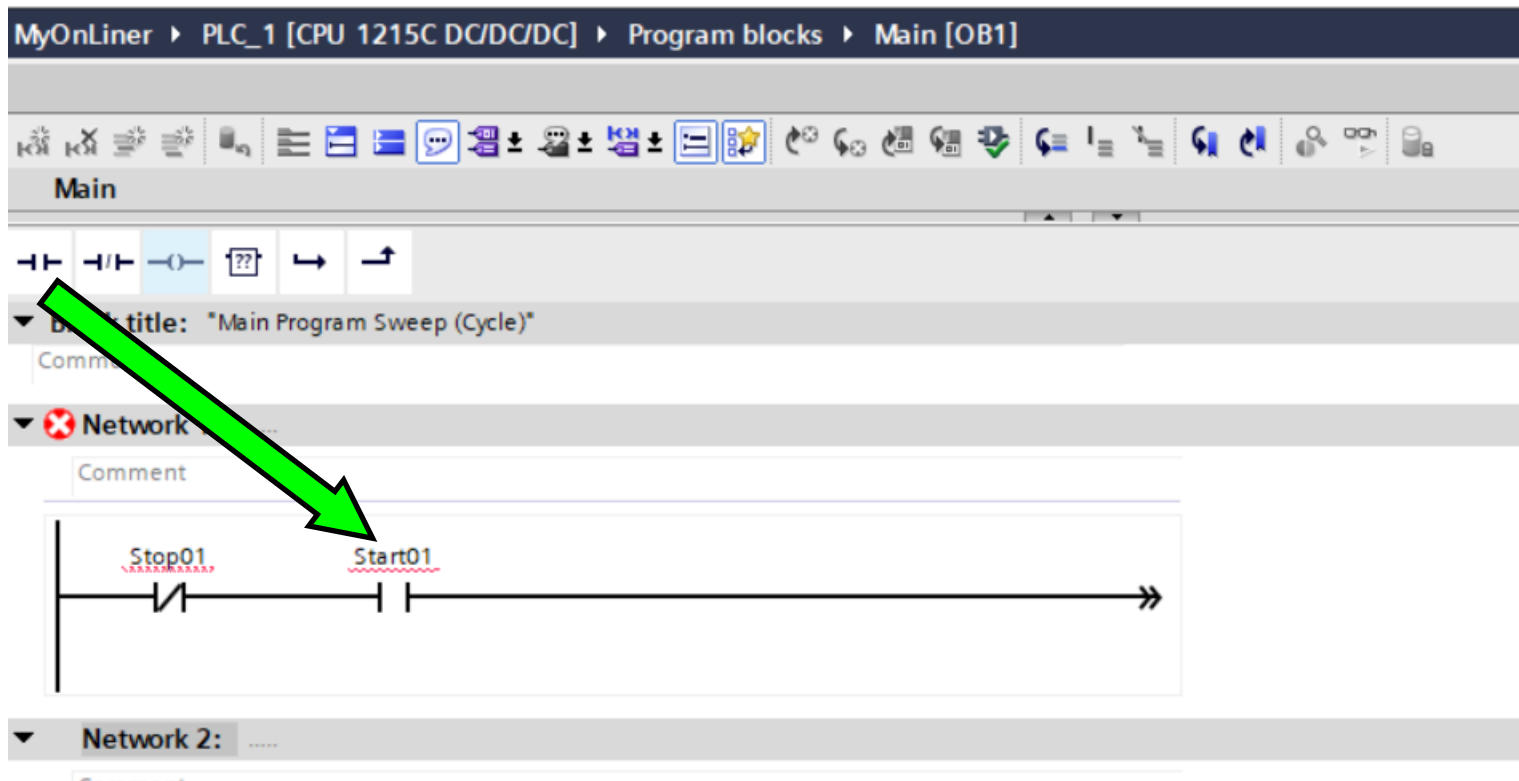 MyOnLiner ▸ PLC_1 [CPU 1215C DC/DC/DC] ▸ Program blocks ▸ Main [OB1]
Main
??
title: "Main Program Sweep (Cycle)"
Network
.....
Comment
Stop01
Start01
Network 2: .....